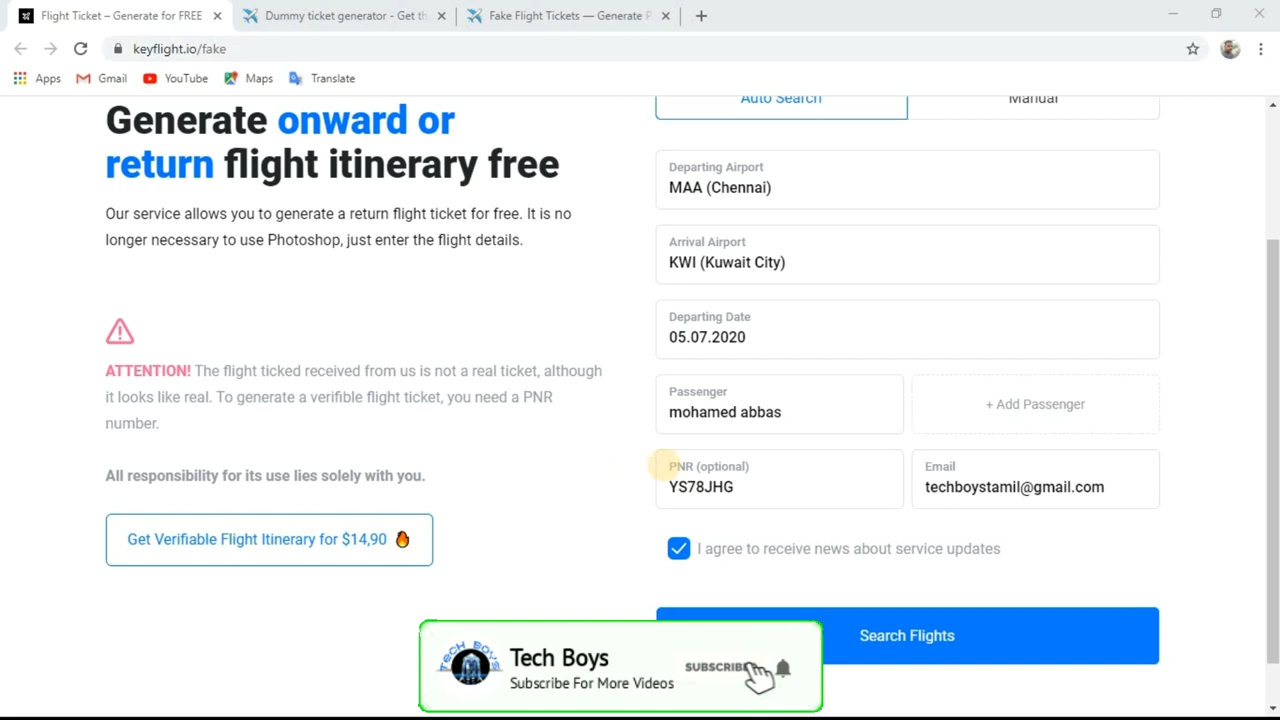 Flight Ticket – Generate for FREE
Dummy ticket generator - Get th
Fake Flight Tickets — Generate P
keyflight.io/fake
Apps
Gmail
YouTube
Maps
Translate
Generate onward or
return flight itinerary free
Our service allows you to generate a return flight ticket for free. It is no
longer necessary to use Photoshop, just enter the flight details.
ATTENTION! The flight ticked received from us is not a real ticket, although
it looks like real. To generate a verifible flight ticket, you need a PNR
number.
All responsibility for its use lies solely with you.
Get Verifiable Flight Itinerary for $14,90
Auto Search
Manual
Departing Airport
MAA (Chennai)
Arrival Airport
KWI (Kuwait City)
Departing Date
05.07.2020
Passenger
mohamed abbas
+ Add Passenger
PNR (optional)
YS78JHG
Email
techboystamil@gmail.com
I agree to receive news about service updates
Search Flights
TECH BOYS
Tech Boys
Subscribe For More Videos
SUBSCRIBE